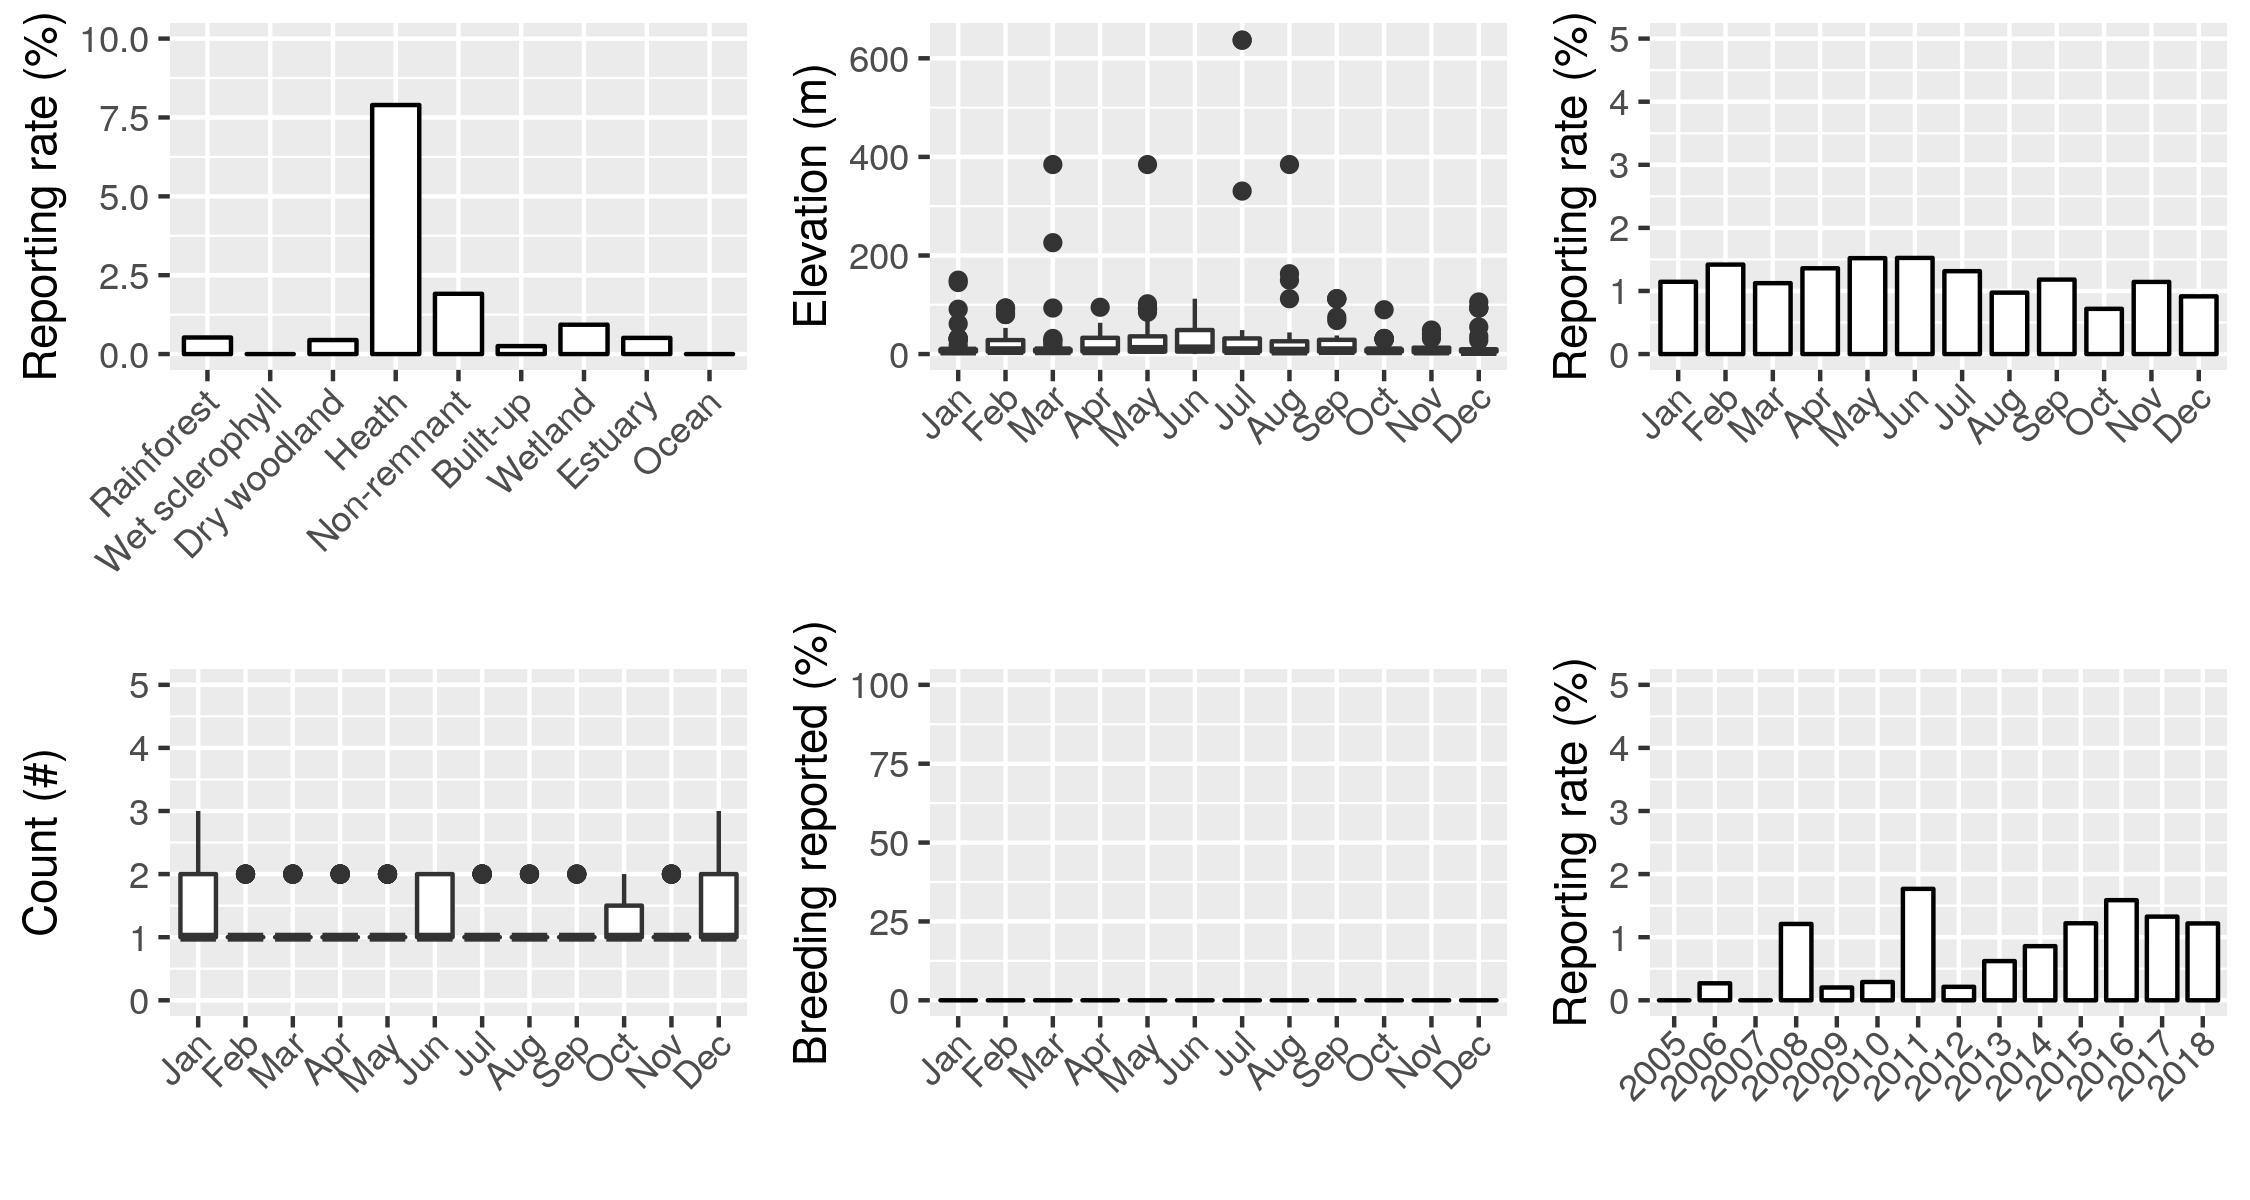 Reporting rate (%)
10.0
7.5
5.0
2.5
0.0
Rainforest
Wet sclerophyll
Dry woodland
Heath
Non-remnant
Built-up
Wetland
Estuary
Ocean
Elevation (m)
600
400
200
0
Jan
Feb
Mar
Apr
May
Jun
Jul
Aug
Sep
Oct
Nov
Dec
Reporting rate (%)
5
4
3
2
1
0
Jan
Feb
Mar
Apr
May
Jun
Jul
Aug
Sep
Oct
Nov
Dec
Count (#)
5
4
3
2
1
0
Jan
Feb
Mar
Apr
May
Jun
Jul
Aug
Sep
Oct
Nov
Dec
Breeding reported (%)
100
75
50
25
0
Jan
Feb
Mar
Apr
May
Jun
Jul
Aug
Sep
Oct
Nov
Dec
Reporting rate (%)
5
4
3
2
1
0
2005
2006
2007
2008
2009
2010
2011
2012
2013
2014
2015
2016
2017
2018